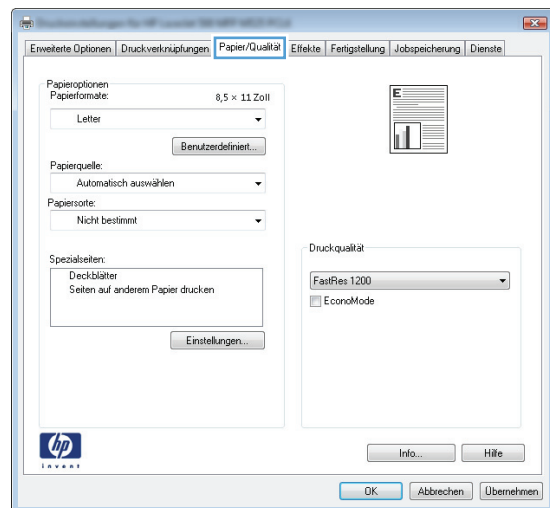 Erweiterte Optionen Druckverknüpfungen Papier/Qualität Effekte Fertigstellung Jobspeicherung Dienste
Papieroptionen
Papierformate: 8,5 × 11 Zoll
Letter
Benutzerdefiniert...
Papierquelle:
Automatisch auswählen
Papiersorte:
Nicht bestimmt
Spezialseiten:
Deckblätter
Seiten auf anderem Papier drucken
Einstellungen...
E
Druckqualität
FastRes 1200
EconoMode
hp
invent
Info... Hilfe
OK Abbrechen Übernehmen